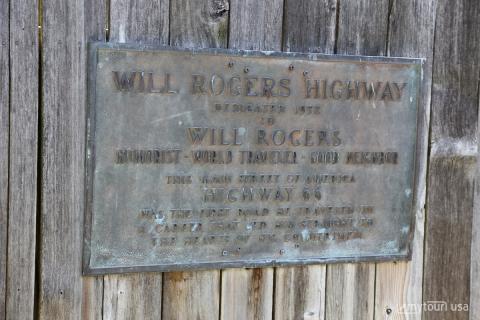 WILL ROGERS HIGHWAY
DEDICATED 1952
TO
WILL ROGERS
HUMORIST - WORLD TRAVELER - GOOD NEIGHBOR
THIS MAIN STREET OF AMERICA
HIGHWAY 66
WAS THE FIRST ROAD HE TRAVELED IN
A CAREER THAT LED HIM STRAIGHT TO
THE HEARTS OF HIS COUNTRYMEN
mytour usa